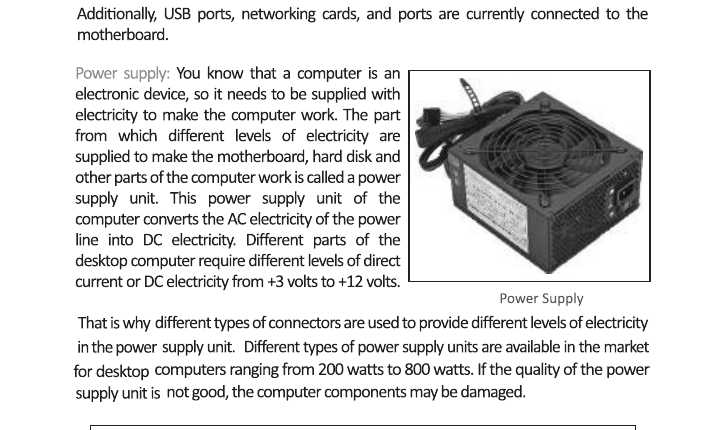 Additionally, USB ports, networking cards, and ports are currently connected to the
motherboard.
Power supply: You know that a computer is an
electronic device, so it needs to be supplied with
electricity to make the computer work. The part
from which different levels of electricity are
supplied to make the motherboard, hard disk and
other parts of the computer work is called a power
supply unit. This power supply unit of the
computer converts the AC electricity of the power
line into DC electricity. Different parts of the
desktop computer require different levels of direct
current or DC electricity from +3 volts to +12 volts.
Power Supply
That is why different types of connectors are used to provide different levels of electricity
in the power supply unit. Different types of power supply units are available in the market
for desktop computers ranging from 200 watts to 800 watts. If the quality of the power
supply unit is not good, the computer components may be damaged.